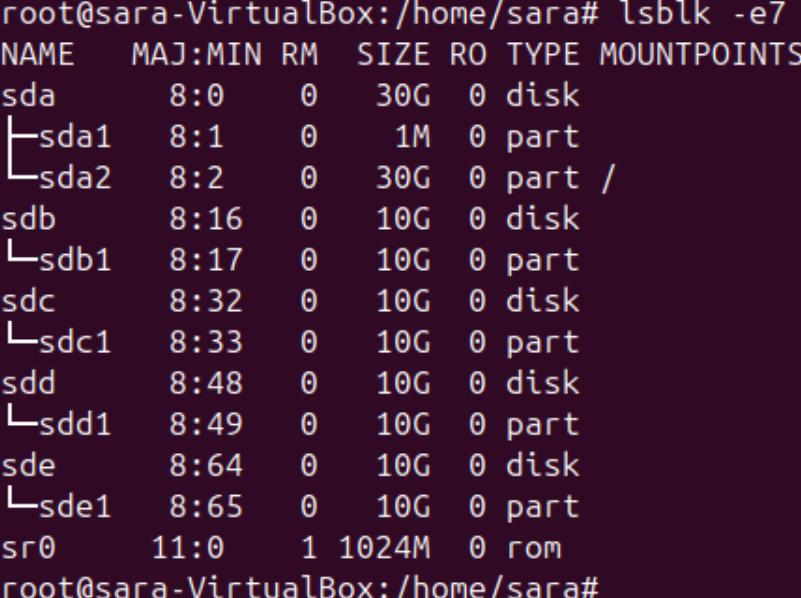 root@sara-VirtualBox:/home/sara# lsblk -e7
NAME   MAJ:MIN RM  SIZE RO TYPE MOUNTPOINTS
sda      8:0    0   30G  0 disk
├─sda1   8:1    0    1M  0 part
└─sda2   8:2    0   30G  0 part /
sdb      8:16   0   10G  0 disk
└─sdb1   8:17   0   10G  0 part
sdc      8:32   0   10G  0 disk
└─sdc1   8:33   0   10G  0 part
sdd      8:48   0   10G  0 disk
└─sdd1   8:49   0   10G  0 part
sde      8:64   0   10G  0 disk
└─sde1   8:65   0   10G  0 part
sr0     11:0    1 1024M  0 rom
root@sara-VirtualBox:/home/sara#